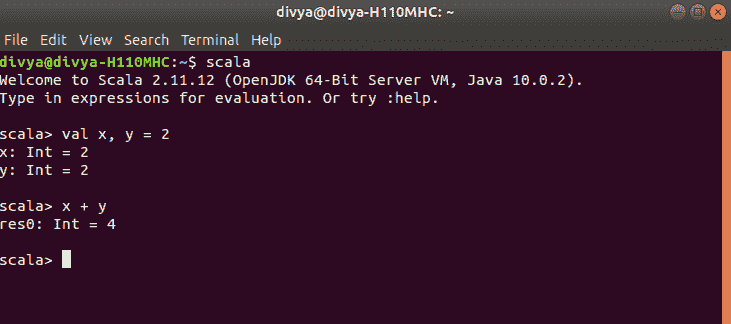 divya@divya-H110MHC: ~
File Edit View Search Terminal Help
divya@divya-H110MHC:~$ scala
Welcome to Scala 2.11.12 (OpenJDK 64-Bit Server VM, Java 10.0.2).
Type in expressions for evaluation. Or try :help.
scala> val x, y = 2
x: Int = 2
y: Int = 2
scala> x + y
res0: Int = 4
scala>